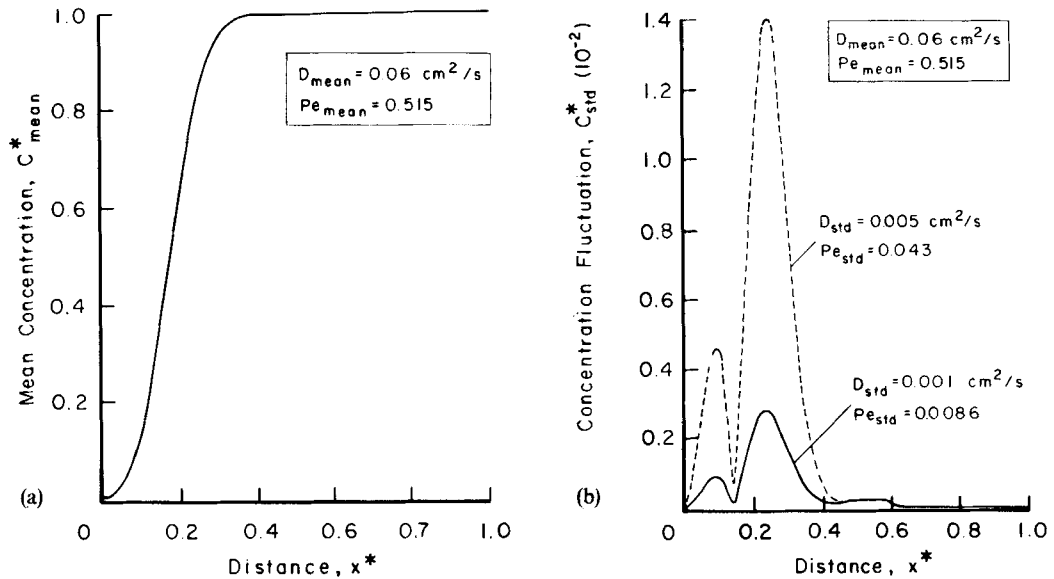 Mean Concentration, C*mean
1.0
0.8
0.6
0.4
0.2
0
0.2
0.4
0.6
0.8
1.0
Distance, x*
(a)
Dmean=0.06 cm²/s
Pemean=0.515
Concentration Fluctuation, C*std (10⁻²)
1.4
1.2
1.0
0.8
0.6
0.4
0.2
0
0.2
0.4
0.6
0.8
1.0
Distance, x*
(b)
Dmean=0.06 cm²/s
Pemean=0.515
Dstd=0.005 cm²/s
Pestd=0.043
Dstd=0.001 cm²/s
Pestd=0.0086